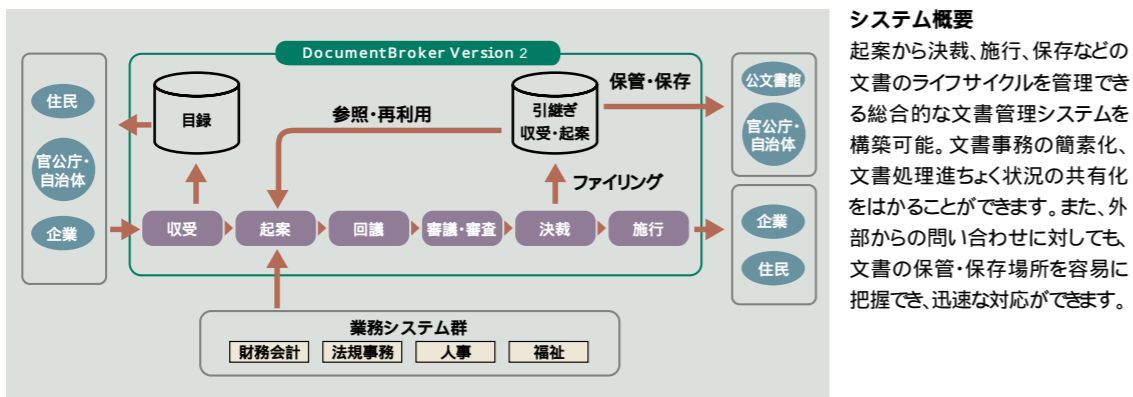 DocumentBroker Version 2
住民
官公庁・
自治体
企業
目録
参照・再利用
引継ぎ
収受・起案
保管・保存
ファイリング
公文書館
官公庁・
自治体
収受
起案
回議
審議・審査
決裁
施行
企業
住民
業務システム群
財務会計
法規事務
人事
福祉
システム概要
起案から決裁、施行、保存などの
文書のライフサイクルを管理でき
る総合的な文書管理システムを
構築可能。文書事務の簡素化、
文書処理進ちょく状況の共有化
をはかることができます。また、外
部からの問い合わせに対しても、
文書の保管・保存場所を容易に
把握でき、迅速な対応ができます。